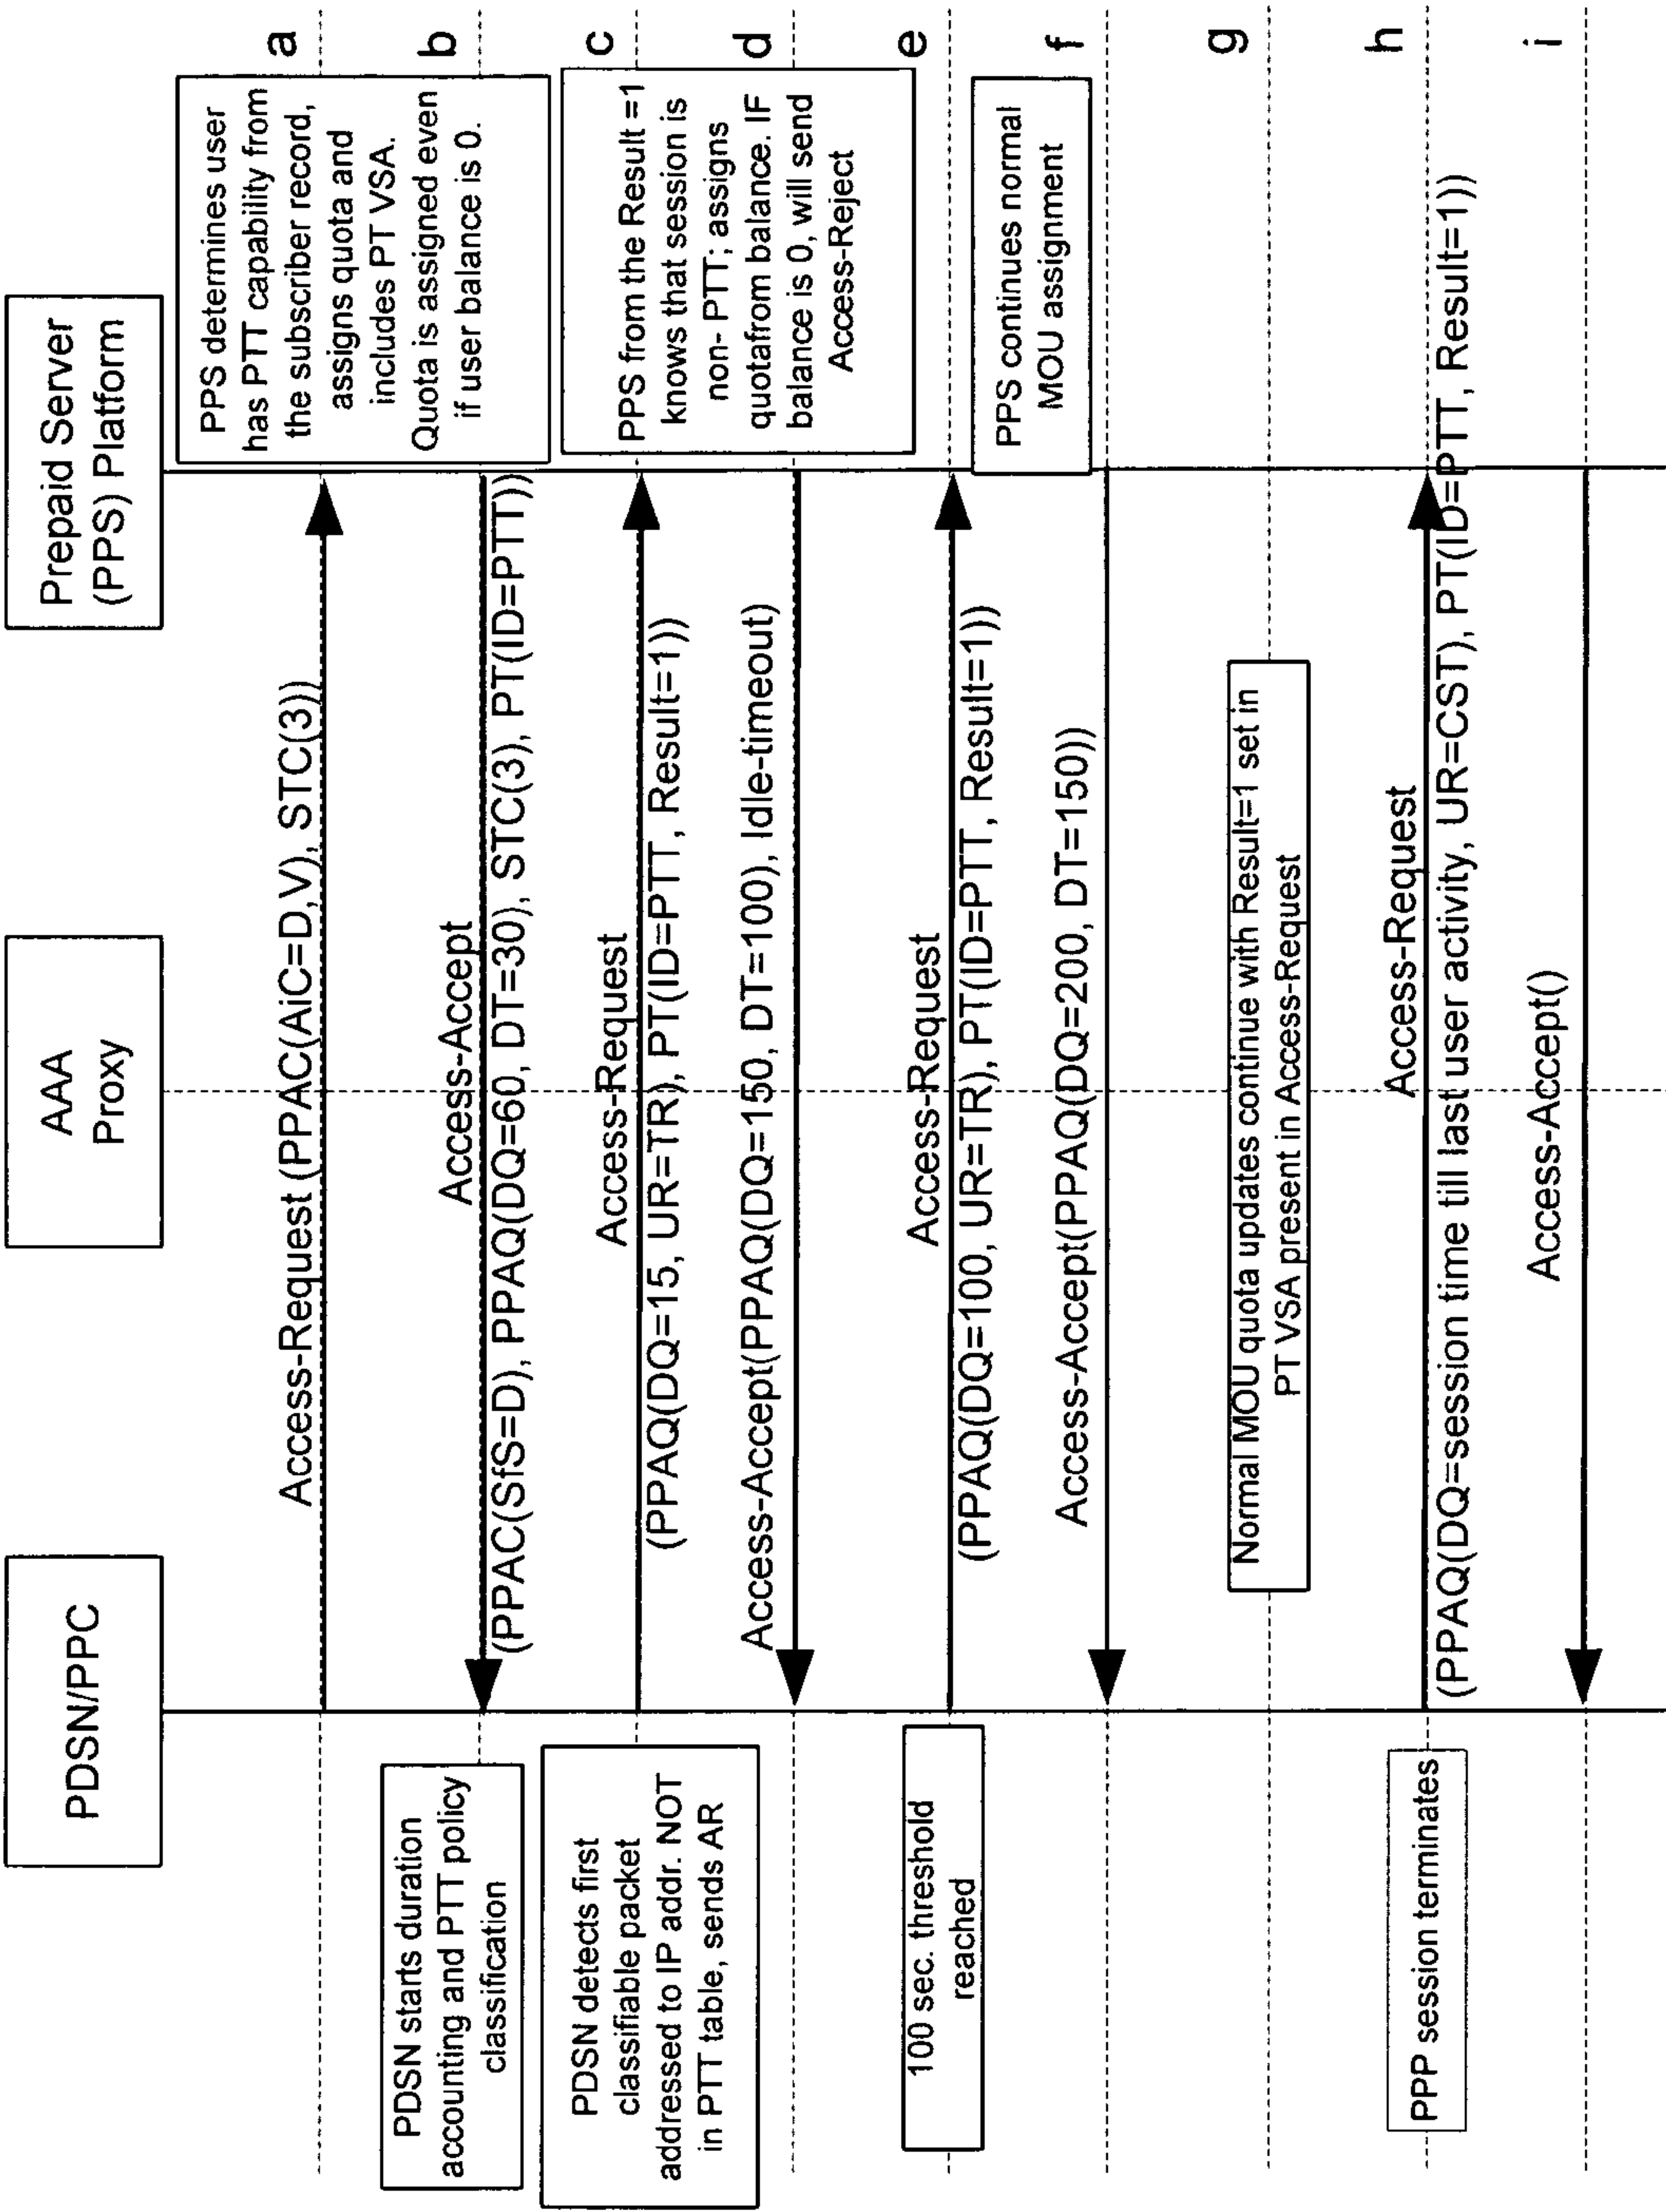 PDSN/PPC
AAA
Proxy
Prepaid Server
(PPS) Platform
a
Access-Request (PPAC(AiC=D,V), STC(3))
PPS determines user
has PTT capability from
the subscriber record,
assigns quota and
includes PT VSA.
Quota is assigned even
if user balance is 0.
b
PDSN starts duration
accounting and PTT policy
classification
Access-Accept
(PPAC(SfS=D), PPAQ(DQ=60, DT=30), STC(3), PT(ID=PTT))
c
PDSN detects first
classifiable packet
addressed to IP addr. NOT
in PTT table, sends AR
Access-Request
(PPAQ(DQ=15, UR=TR), PT(ID=PTT, Result=1))
PPS from the Result =1
knows that session is
non- PTT; assigns
quotafrom balance. IF
balance is 0, will send
Access-Reject
d
Access-Accept(PPAQ(DQ=150, DT=100), Idle-timeout)
e
100 sec. threshold
reached
Access-Request
(PPAQ(DQ=100, UR=TR), PT(ID=PTT, Result=1))
PPS continues normal
MOU assignment
f
Access-Accept(PPAQ(DQ=200, DT=150))
g
Normal MOU quota updates continue with Result=1 set in
PT VSA present in Access-Request
h
PPP session terminates
Access-Request
(PPAQ(DQ=session time till last user activity, UR=CST), PT(ID=PTT, Result=1))
i
Access-Accept()